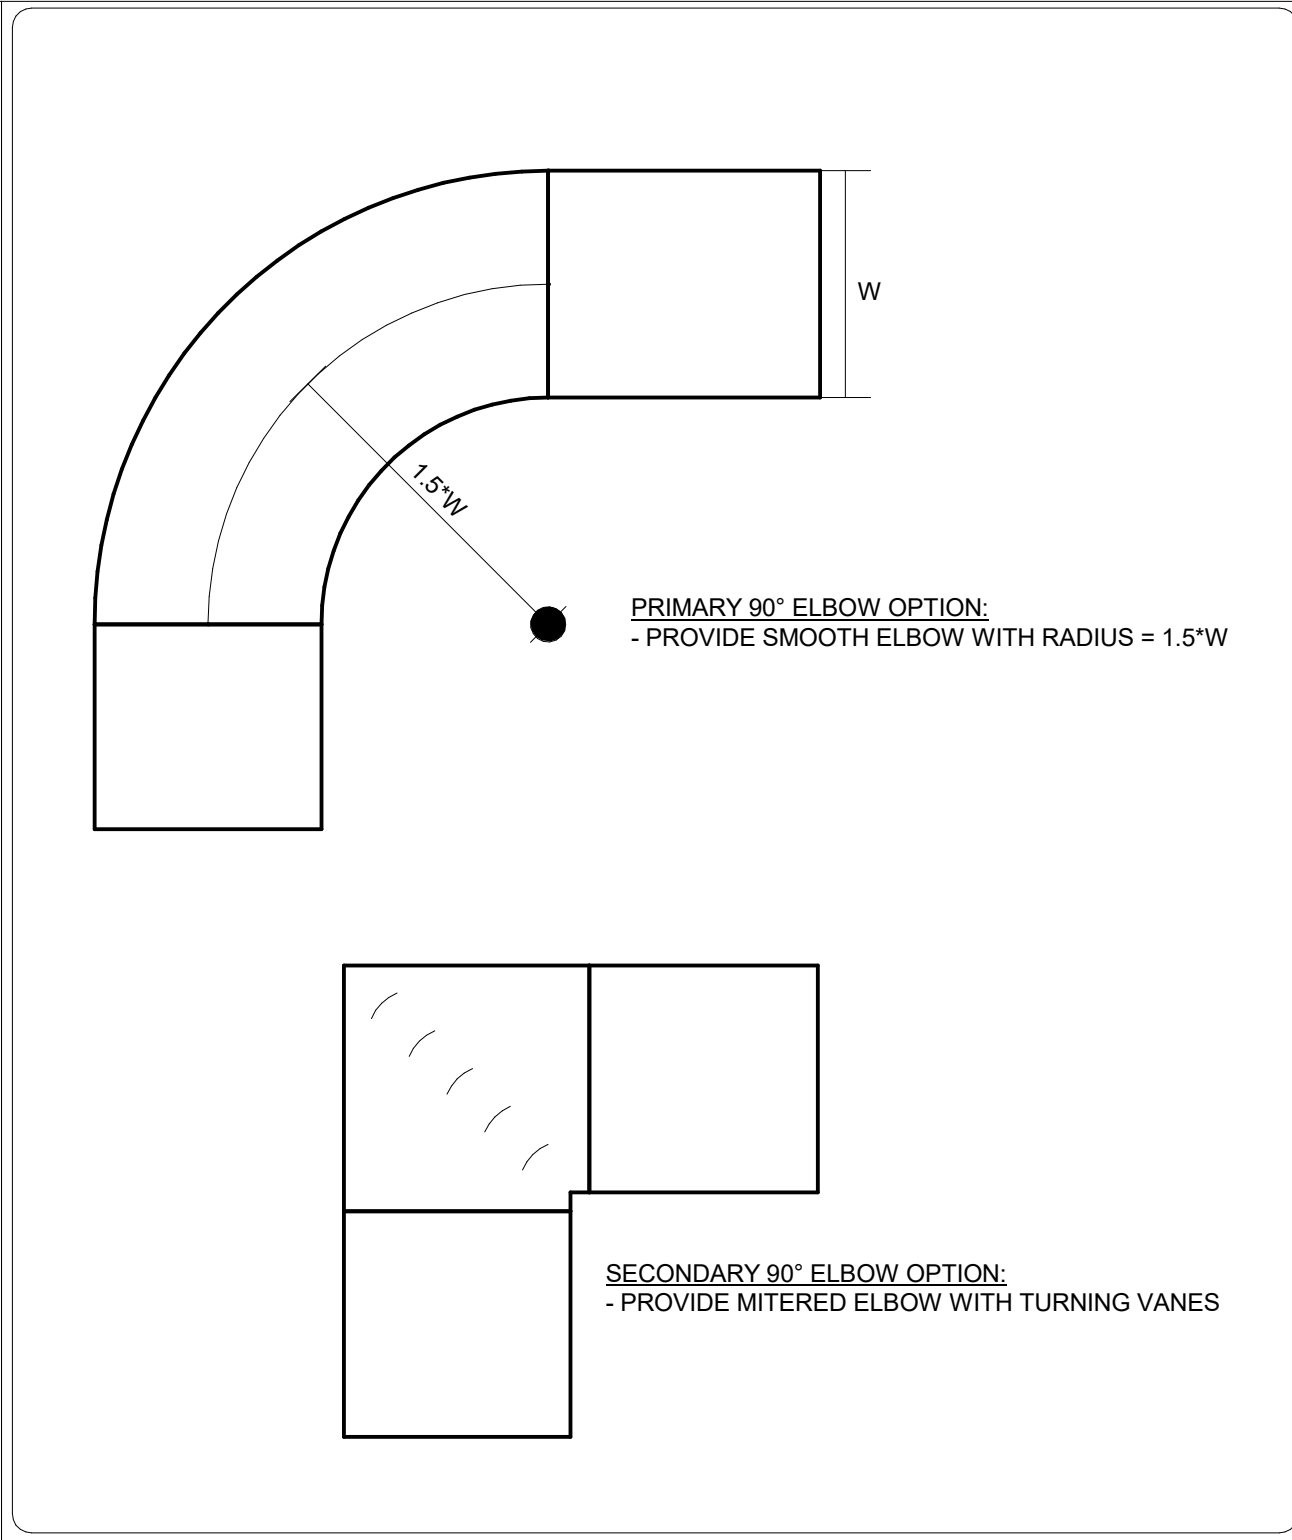 W
1.5*W
PRIMARY 90° ELBOW OPTION:
- PROVIDE SMOOTH ELBOW WITH RADIUS = 1.5*W
SECONDARY 90° ELBOW OPTION:
- PROVIDE MITERED ELBOW WITH TURNING VANES